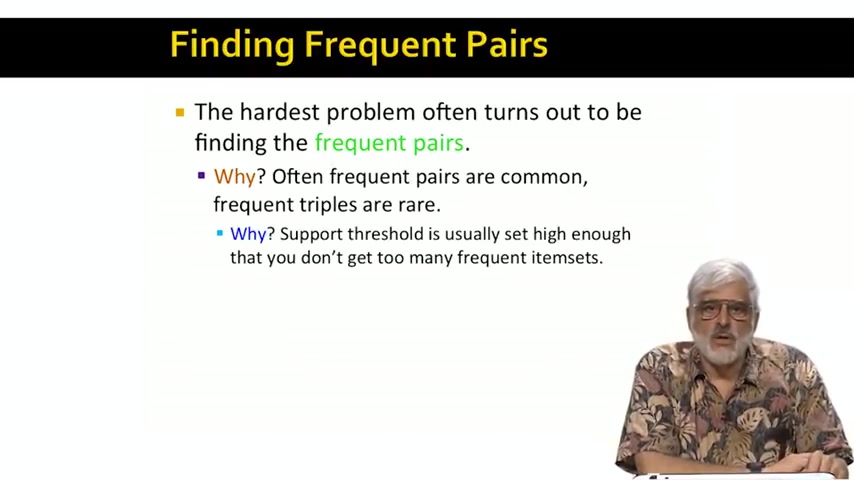 Finding Frequent Pairs
The hardest problem often turns out to be
finding the frequent pairs.
Why? Often frequent pairs are common,
frequent triples are rare.
Why? Support threshold is usually set high enough
that you don't get too many frequent itemsets.